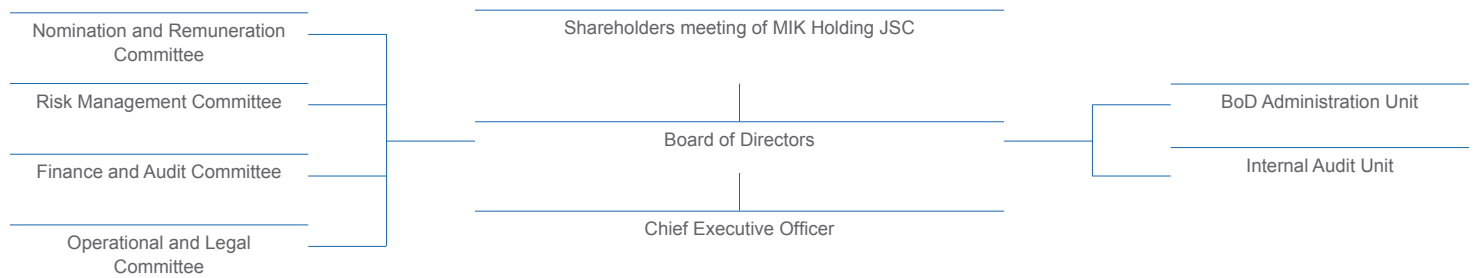 Nomination and Remuneration
Committee
Risk Management Committee
Finance and Audit Committee
Operational and Legal
Committee
Shareholders meeting of MIK Holding JSC
Board of Directors
Chief Executive Officer
BoD Administration Unit
Internal Audit Unit